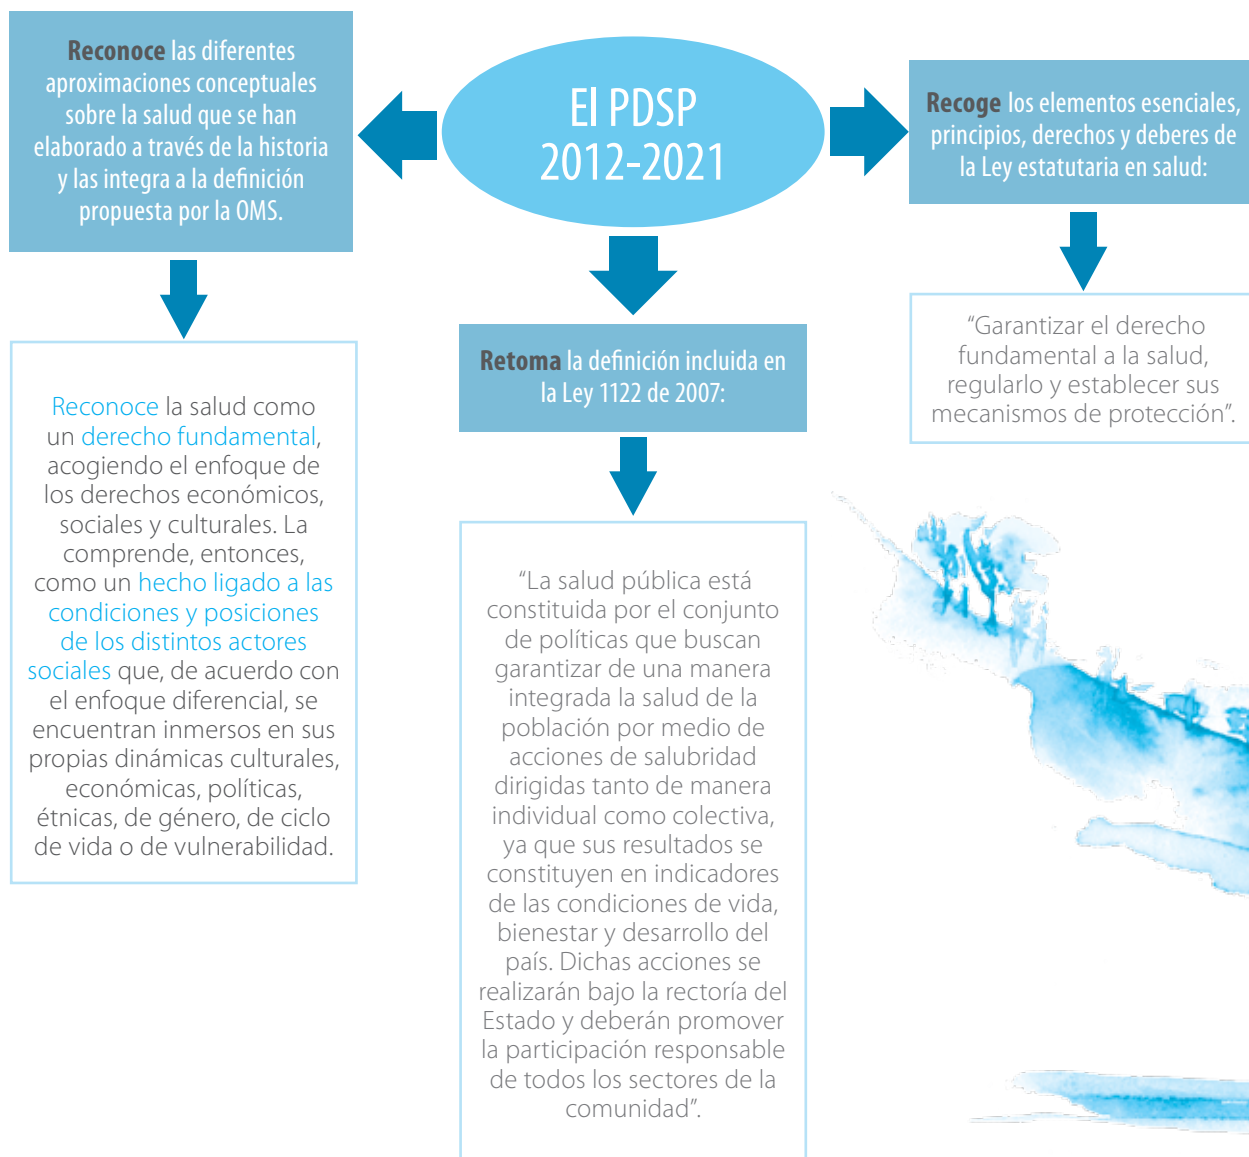 El PDSP
2012-2021
Reconoce las diferentes
aproximaciones conceptuales
sobre la salud que se han
elaborado a través de la historia
y las integra a la definición
propuesta por la OMS.
Reconoce la salud como
un derecho fundamental,
acogiendo el enfoque de
los derechos económicos,
sociales y culturales. La
comprende, entonces,
como un hecho ligado a las
condiciones y posiciones
de los distintos actores
sociales que, de acuerdo con
el enfoque diferencial, se
encuentran inmersos en sus
propias dinámicas culturales,
económicas, políticas,
étnicas, de género, de ciclo
de vida o de vulnerabilidad.
Retoma la definición incluida en
la Ley 1122 de 2007:
“La salud pública está
constituida por el conjunto
de políticas que buscan
garantizar de una manera
integrada la salud de la
población por medio de
acciones de salubridad
dirigidas tanto de manera
individual como colectiva,
ya que sus resultados se
constituyen en indicadores
de las condiciones de vida,
bienestar y desarrollo del
país. Dichas acciones se
realizarán bajo la rectoría del
Estado y deberán promover
la participación responsable
de todos los sectores de la
comunidad”.
Recoge los elementos esenciales,
principios, derechos y deberes de
la Ley estatutaria en salud:
“Garantizar el derecho
fundamental a la salud,
regularlo y establecer sus
mecanismos de protección”.